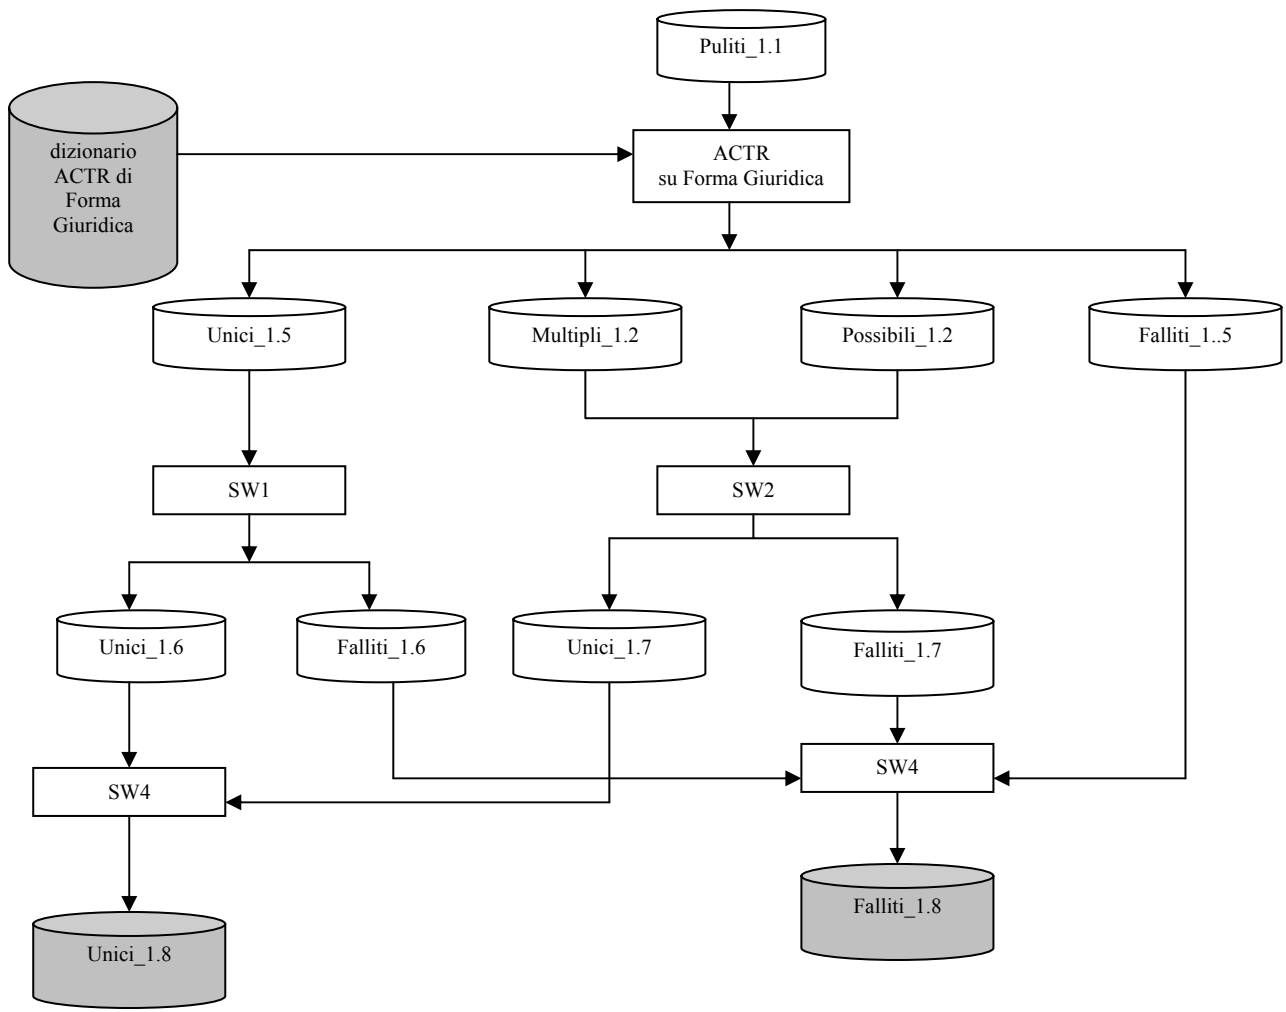 Puliti_1.1
dizionario
ACTR di
Forma
Giuridica
ACTR
su Forma Giuridica
Unici_1.5
Multipli_1.2
Possibili_1.2
Falliti_1..5
SW1
SW2
Unici_1.6
Falliti_1.6
Unici_1.7
Falliti_1.7
SW4
SW4
Falliti_1.8
Unici_1.8